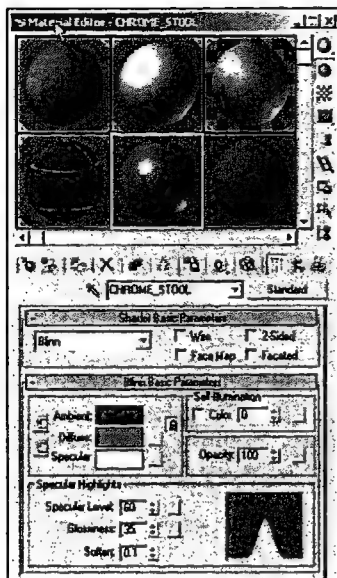 Material Editor - CHROME_STOOL
CHROME_STOOL Standard
Shader Basic Parameters
Blinn Wire 2-Sided
Face Map Faceted
Blinn Basic Parameters
Self-Illumination
Ambient: Color 0
Diffuse:
Specular: Opacity: 100
Specular Highlights
Specular Level: 60
Glossiness: 35
Soften: 0.1